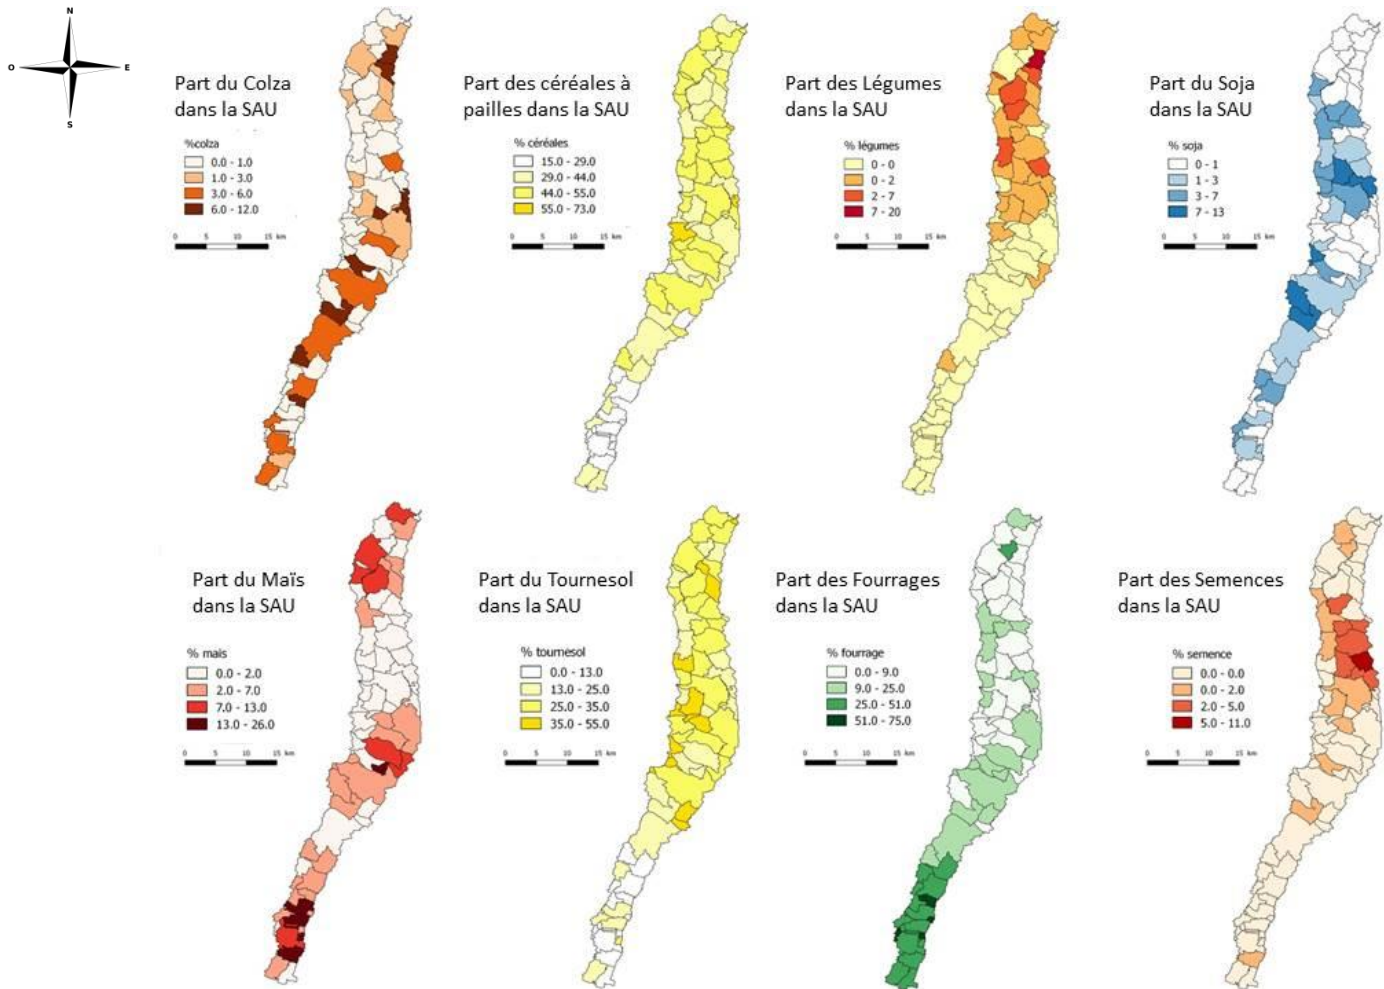 N
O
E
S
Part du Colza
dans la SAU
%colza
0.0 - 1.0
1.0 - 3.0
3.0 - 6.0
6.0 - 12.0
0 5 10 15 km
Part des céréales à
pailles dans la SAU
% céréales
15.0 - 29.0
29.0 - 44.0
44.0 - 55.0
55.0 - 73.0
0 5 10 15 km
Part des Légumes
dans la SAU
% légumes
0 - 0
0 - 2
2 - 7
7 - 20
0 5 10 15 km
Part du Soja
dans la SAU
% soja
0 - 1
1 - 3
3 - 7
7 - 13
0 5 10 15 km
Part du Maïs
dans la SAU
% maïs
0.0 - 2.0
2.0 - 7.0
7.0 - 13.0
13.0 - 26.0
0 5 10 15 km
Part du Tournesol
dans la SAU
% tournesol
0.0 - 13.0
13.0 - 25.0
25.0 - 35.0
35.0 - 55.0
0 5 10 15 km
Part des Fourrages
dans la SAU
% fourrage
0.0 - 9.0
9.0 - 25.0
25.0 - 51.0
51.0 - 75.0
0 5 10 15 km
Part des Semences
dans la SAU
% semence
0.0 - 0.0
0.0 - 2.0
2.0 - 5.0
5.0 - 11.0
0 5 10 15 km